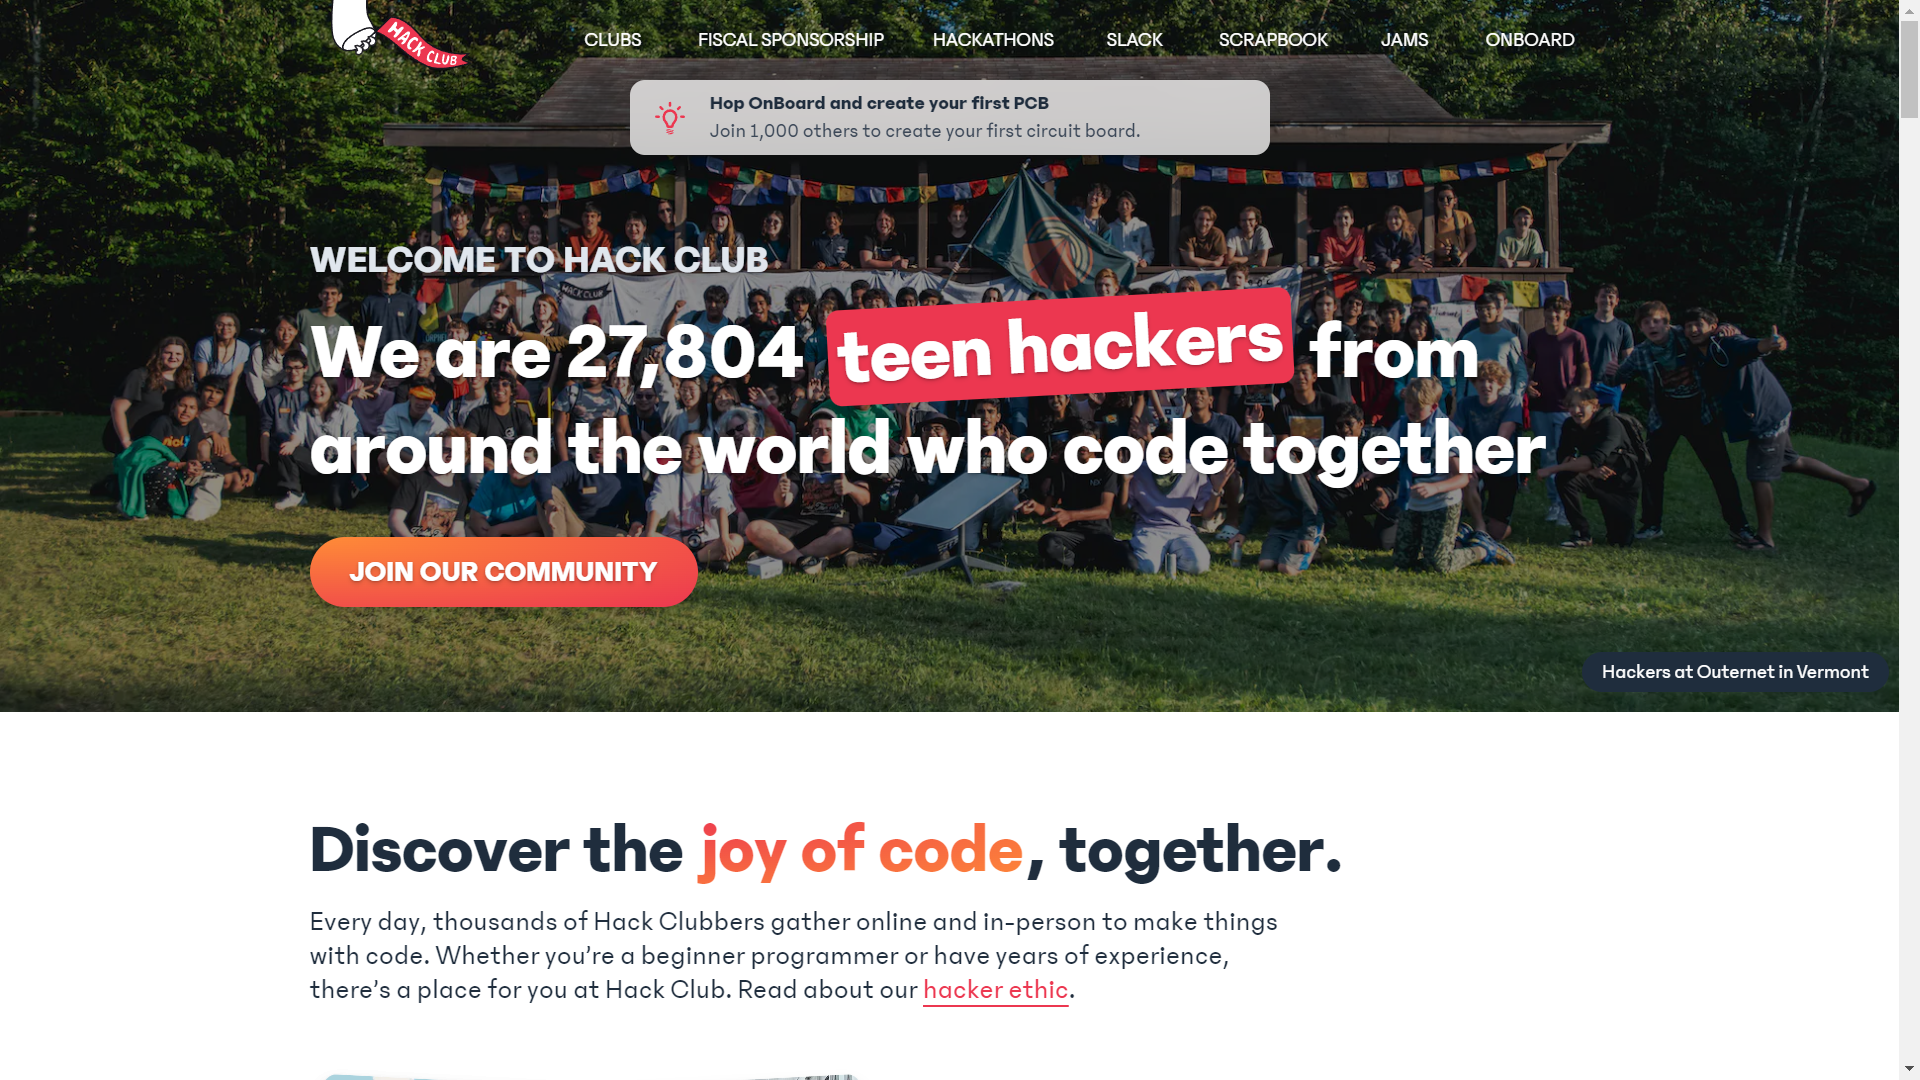 HACK CLUB
CLUBS
FISCAL SPONSORSHIP
HACKATHONS
SLACK
SCRAPBOOK
JAMS
ONBOARD
Hop OnBoard and create your first PCB
Join 1,000 others to create your first circuit board.
WELCOME TO HACK CLUB
HACK CLUB
We are 27,804 teen hackers from
around the world who code together
JOIN OUR COMMUNITY
Hackers at Outernet in Vermont
Discover the joy of code, together.
Every day, thousands of Hack Clubbers gather online and in-person to make things
with code. Whether you’re a beginner programmer or have years of experience,
there’s a place for you at Hack Club. Read about our hacker ethic.